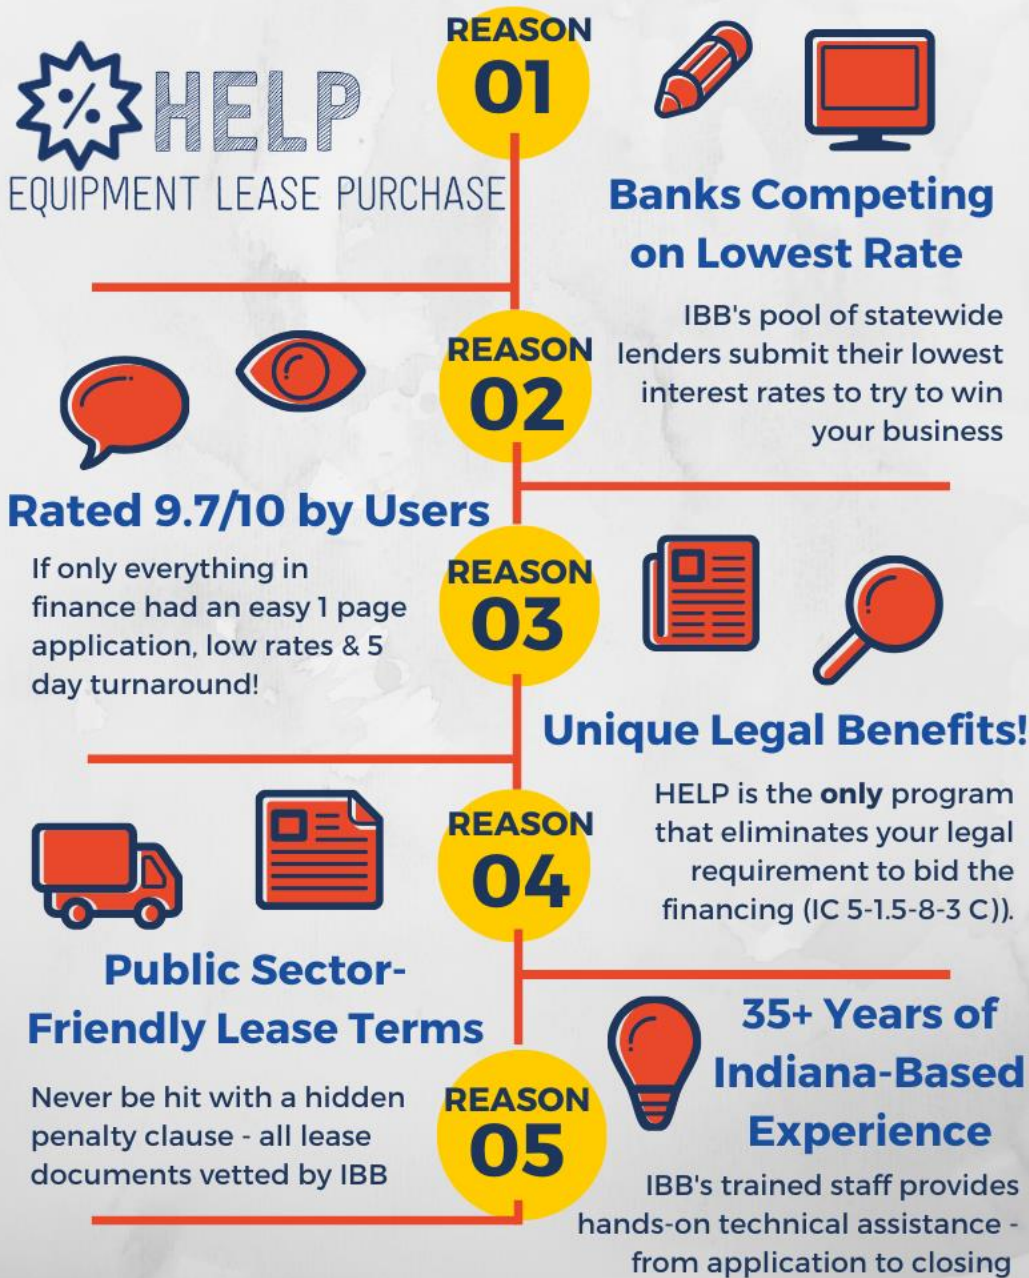 HELP
EQUIPMENT LEASE PURCHASE
REASON
01
Banks Competing
on Lowest Rate
IBB's pool of statewide
lenders submit their lowest
interest rates to try to win
your business
REASON
02
Rated 9.7/10 by Users
If only everything in
finance had an easy 1 page
application, low rates & 5
day turnaround!
REASON
03
Unique Legal Benefits!
HELP is the only program
that eliminates your legal
requirement to bid the
financing (IC 5-1.5-8-3 C)).
REASON
04
Public Sector-
Friendly Lease Terms
Never be hit with a hidden
penalty clause - all lease
documents vetted by IBB
REASON
05
35+ Years of
Indiana-Based
Experience
IBB's trained staff provides
hands-on technical assistance -
from application to closing